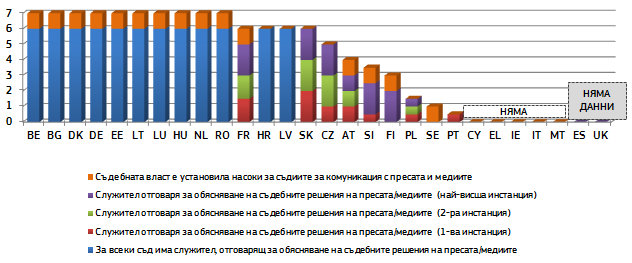 7
6
5
4
3
2
1
0
НЯМА
НЯМА
ДАННИ
BE BG DK DE EE LT LU HU NL RO FR HR LV SK CZ AT SI FI PL SE PT CY EL IE IT MT ES UK
Съдебната власт е установила насоки за съдиите за комуникация с пресата и медиите
Служител отговаря за обясняване на съдебните решения на пресата/медиите (най-висша инстанция)
Служител отговаря за обясняване на съдебните решения на пресата/медиите (2-ра инстанция)
Служител отговаря за обясняване на съдебните решения на пресата/медиите (1-ва инстанция)
За всеки съд има служител, отговарящ за обясняване на съдебните решения на пресата/медиите